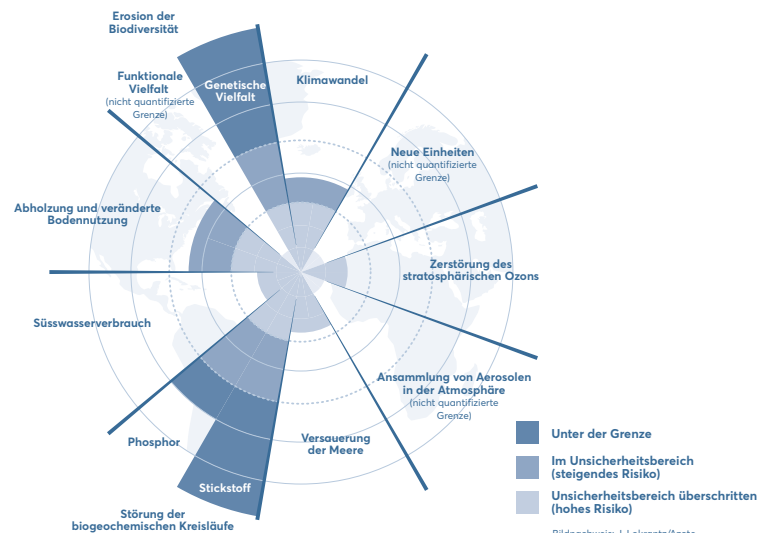 Erosion der
Biodiversität
Funktionale
Vielfalt
(nicht quantifizierte
Grenze)
Genetische
Vielfalt
Klimawandel
Neue Einheiten
(nicht quantifizierte
Grenze)
Abholzung und veränderte
Bodennutzung
Zerstörung des
stratosphärischen Ozons
Süsswasserverbrauch
Ansammlung von Aerosolen
in der Atmosphäre
(nicht quantifizierte
Grenze)
Phosphor
Versauerung
der Meere
Stickstoff
Störung der
biogeochemischen Kreisläufe
Unter der Grenze
Im Unsicherheitsbereich
(steigendes Risiko)
Unsicherheitsbereich überschritten
(hohes Risiko)